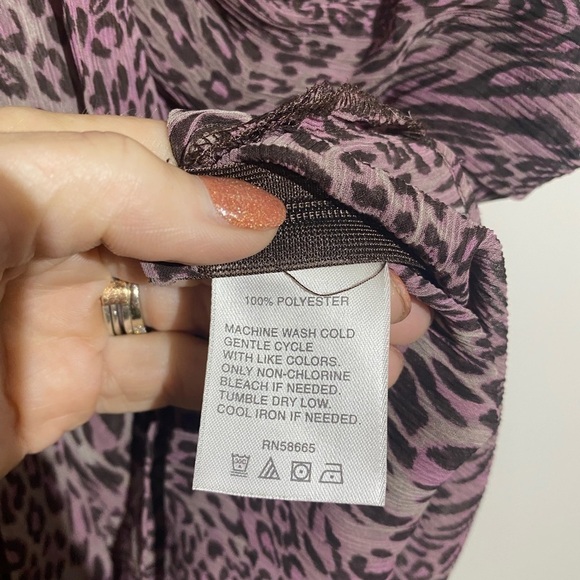 100% POLYESTER
MACHINE WASH COLD
GENTLE CYCLE
WITH LIKE COLORS.
ONLY NON-CHLORINE
BLEACH IF NEEDED.
TUMBLE DRY LOW.
COOL IRON IF NEEDED.
RN58665